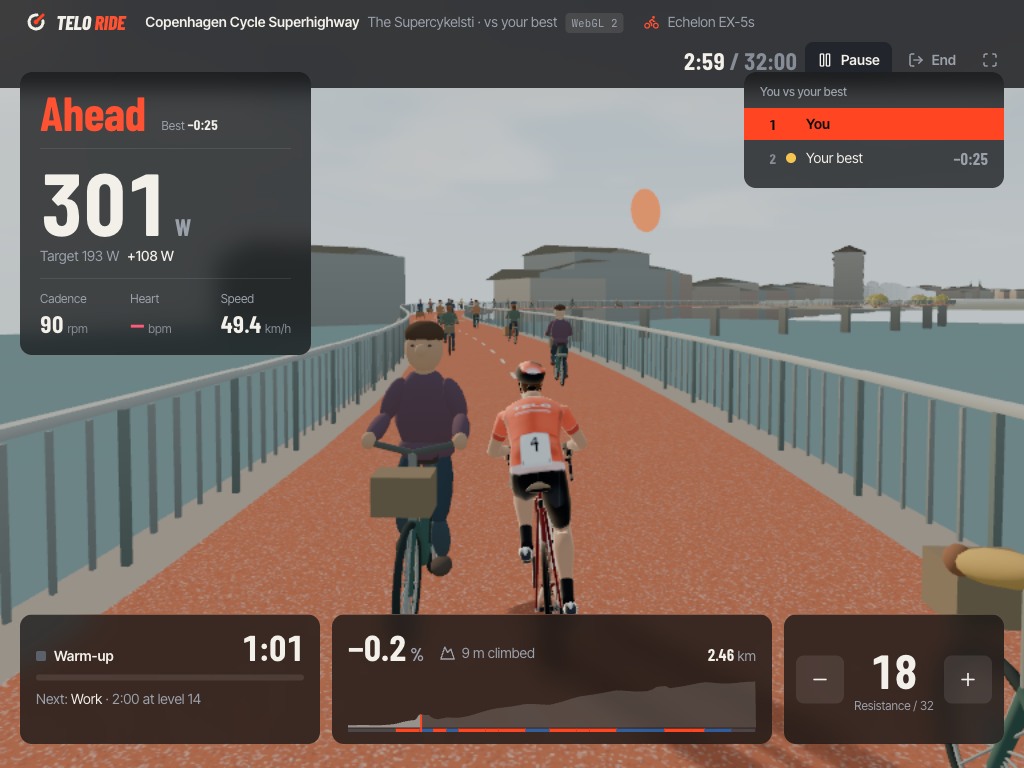 TELO RIDE Copenhagen Cycle Superhighway The Supercykelsti · vs your best WebGL 2 Echelon EX-5s
2:59 / 32:00 Pause End
Ahead Best −0:25
301 W
Target 193 W +108 W
Cadence Heart Speed
90 rpm – bpm 49.4 km/h
You vs your best
1 You
2 Your best −0:25
TELO
4
Warm-up 1:01
Next: Work · 2:00 at level 14
−0.2 % 9 m climbed 2.46 km
− 18 +
Resistance / 32